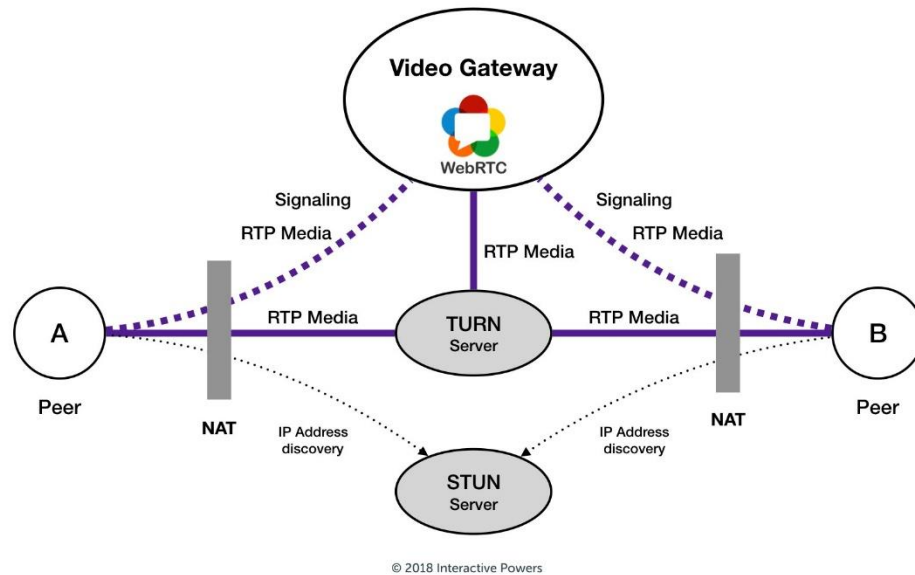 Video Gateway
WebRTC
Signaling
RTP Media
Signaling
RTP Media
RTP Media
A
RTP Media
TURN
Server
RTP Media
B
Peer
NAT
NAT
Peer
IP Address
discovery
IP Address
discovery
STUN
Server
© 2018 Interactive Powers